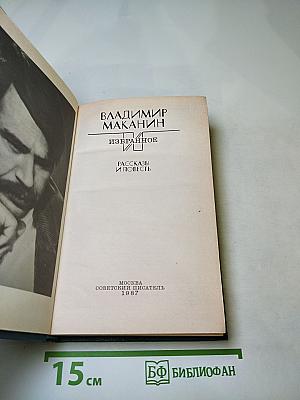 ВЛАДИМИР
МАКАНИН
ИЗБРАННОЕ
РАССКАЗЫ
И ПОВЕСТЬ
МОСКВА
СОВЕТСКИЙ ПИСАТЕЛЬ
1987
15 см
БФ БИБЛИОФАН